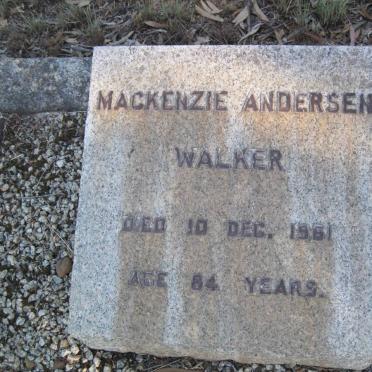 MACKENZIE ANDERSEN
WALKER
DIED 10 DEC. 1961
AGE 84 YEARS.